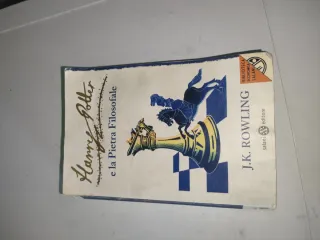 Harry Potter
e la Pietra Filosofale
J.K. ROWLING